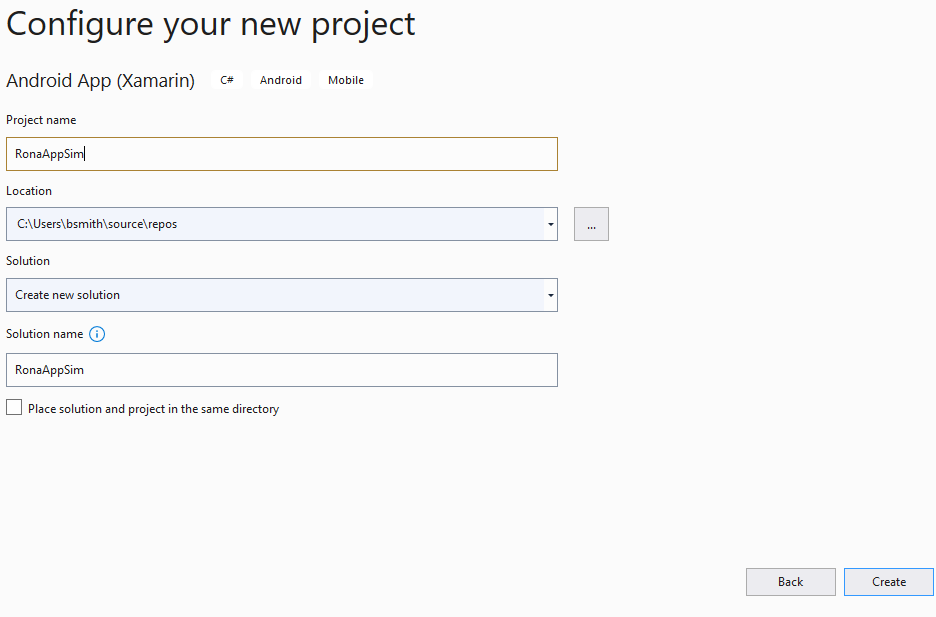 Configure your new project
Android App (Xamarin) C# Android Mobile
Project name
RonaAppSim
Location
C:\Users\bsmith\source\repos
...
Solution
Create new solution
Solution name
RonaAppSim
Place solution and project in the same directory
Back Create